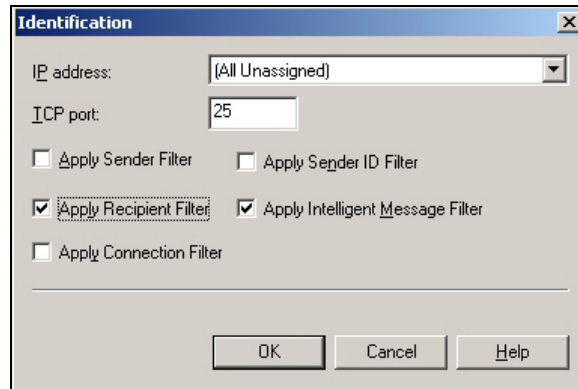 Identification
IP address: (All Unassigned)
TCP port: 25
Apply Sender Filter Apply Sender ID Filter
Apply Recipient Filter Apply Intelligent Message Filter
Apply Connection Filter
OK Cancel Help